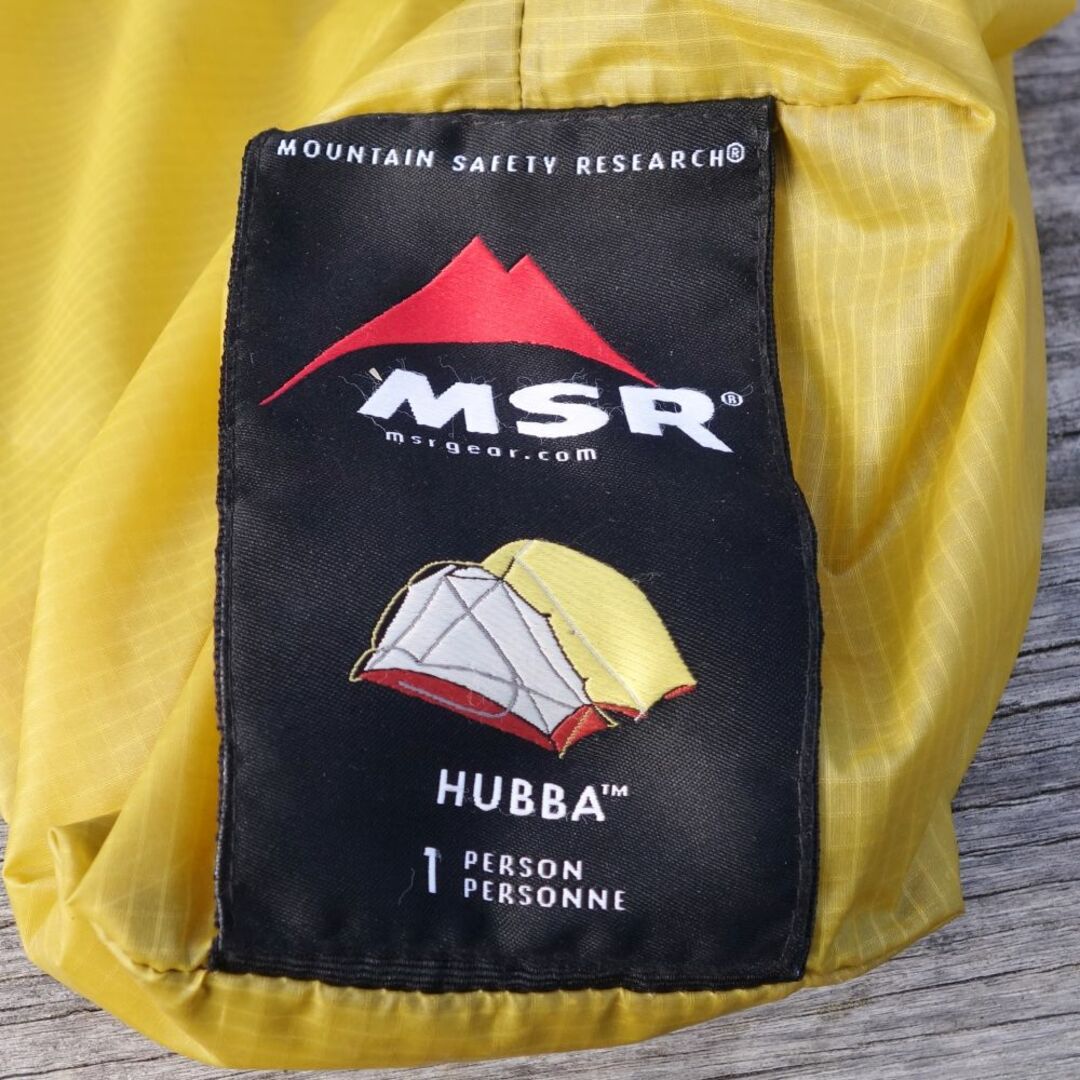 MOUNTAIN SAFETY RESEARCH®
MSR®
msrgear.com
HUBBA™
1 PERSON
PERSONNE